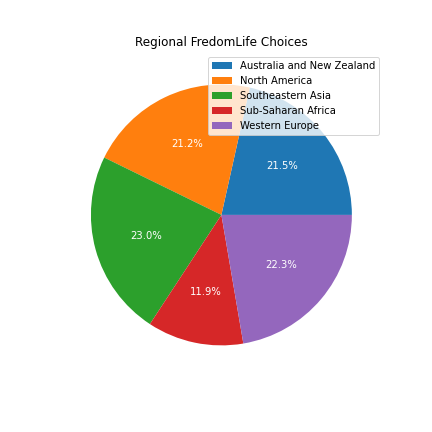 Regional FredomLife Choices
Australia and New Zealand
North America
Southeastern Asia
Sub-Saharan Africa
Western Europe
21.2%
21.5%
23.0%
22.3%
11.9%